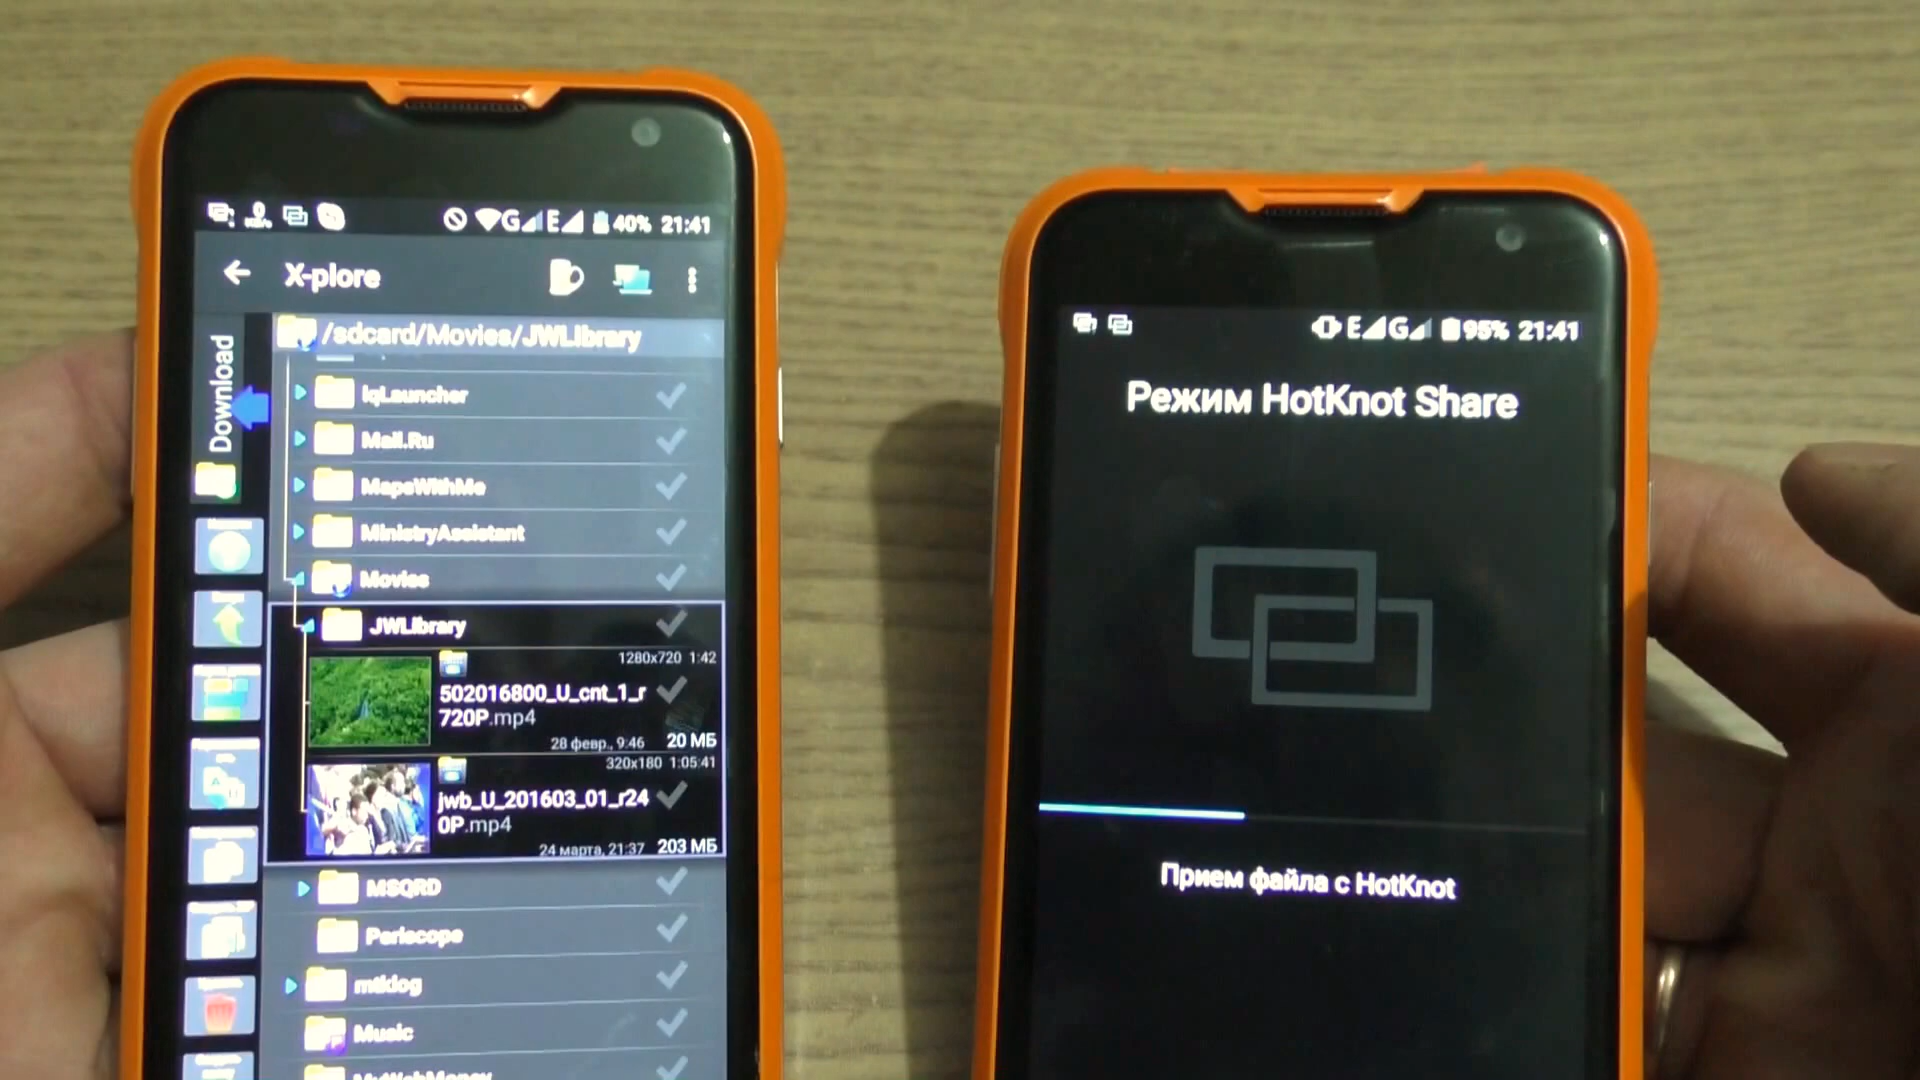 40% 21:41
X-plore
Download
/sdcard/Movies/JWLibrary
IqLauncher
Mail.Ru
MapsWithMe
MinistryAssistant
Movies
JWLibrary
1280x720 1:42
502016800_U_cnt_1_r
720P.mp4
28 февр., 9:46 20 МБ
320x180 1:05:41
jwb_U_201603_01_r24
0P.mp4
24 марта, 21:37 203 МБ
MSQRD
Periscope
mtklog
Music
MyWebMoney
E G 95% 21:41
Режим HotKnot Share
Прием файла с HotKnot